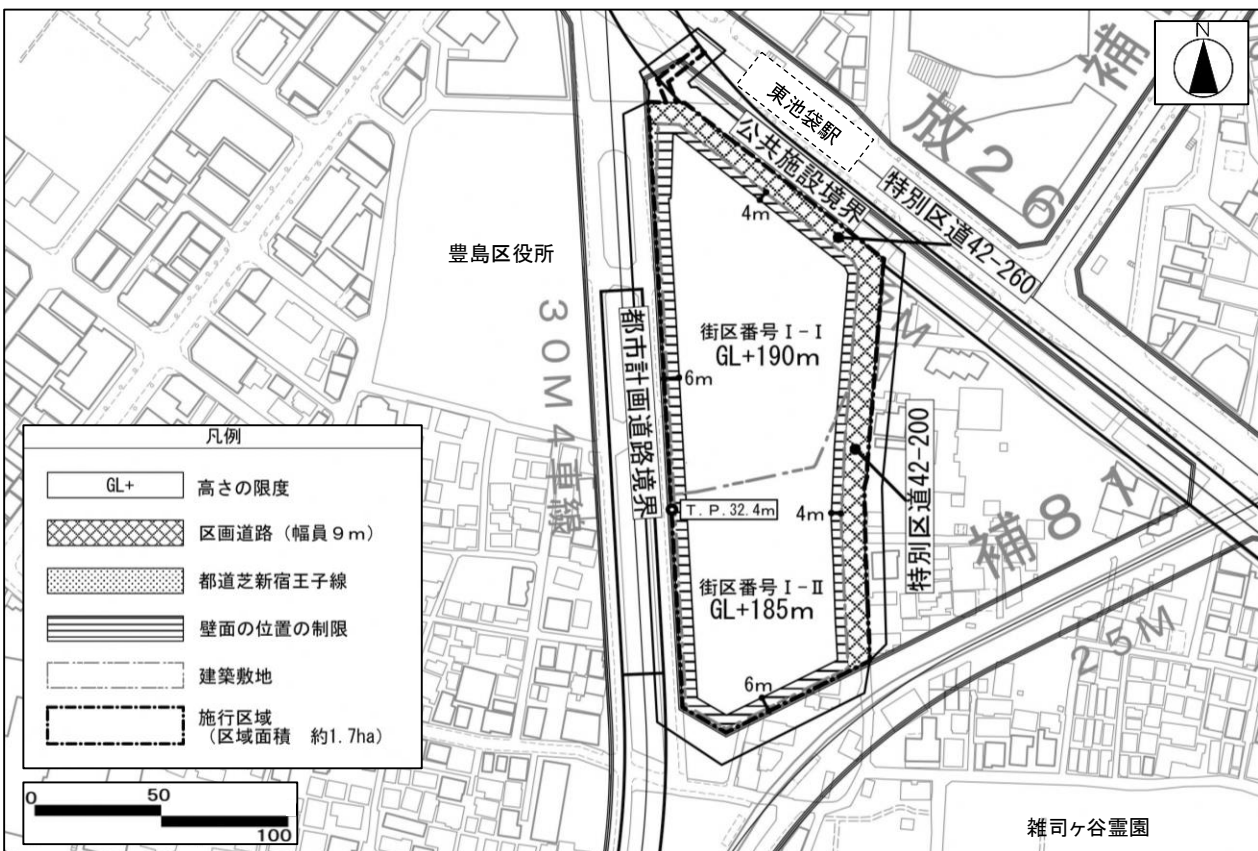 N
補
放26
東池袋駅
公共施設境界
特別区道42-260
4m
豊島区役所
30M4車線
都市計画道路境界
街区番号Ⅰ-Ⅰ
GL+190m
6m
特別区道42-200
T.P.32.4m
4m
補8
街区番号Ⅰ-Ⅱ
GL+185m
25M
6m
凡例
GL+ 高さの限度
区画道路（幅員9m）
都道芝新宿王子線
壁面の位置の制限
建築敷地
施行区域
（区域面積 約1.7ha）
0 50
100
雑司ヶ谷霊園